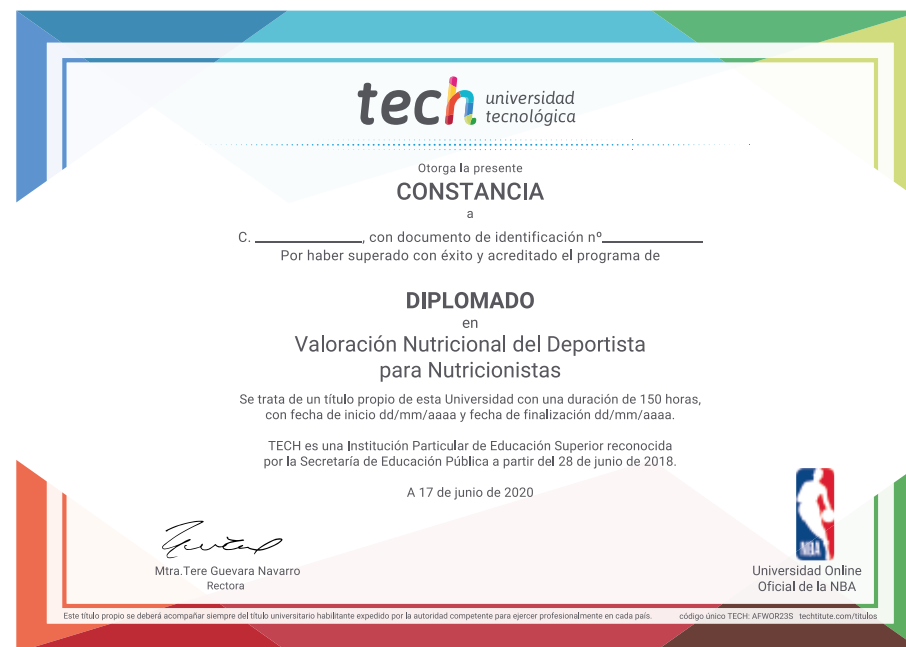 tech universidad
tecnológica
Otorga la presente
CONSTANCIA
a
C. ____________, con documento de identificación nº____________
Por haber superado con éxito y acreditado el programa de
DIPLOMADO
en
Valoración Nutricional del Deportista
para Nutricionistas
Se trata de un título propio de esta Universidad con una duración de 150 horas,
con fecha de inicio dd/mm/aaaa y fecha de finalización dd/mm/aaaa.
TECH es una Institución Particular de Educación Superior reconocida
por la Secretaría de Educación Pública a partir del 28 de junio de 2018.
A 17 de junio de 2020
NBA
Mtra.Tere Guevara Navarro
Rectora
Universidad Online
Oficial de la NBA
Este título propio se deberá acompañar siempre del título universitario habilitante expedido por la autoridad competente para ejercer profesionalmente en cada país. código único TECH: AFWOR23S techtitute.com/titulos